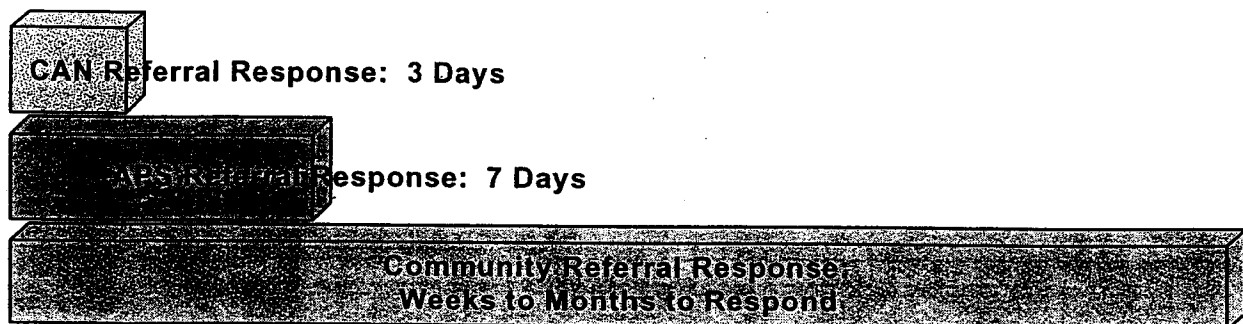 CAN Referral Response: 3 Days
APS Referral Response: 7 Days
Community Referral Response:
Weeks to Months to Respond